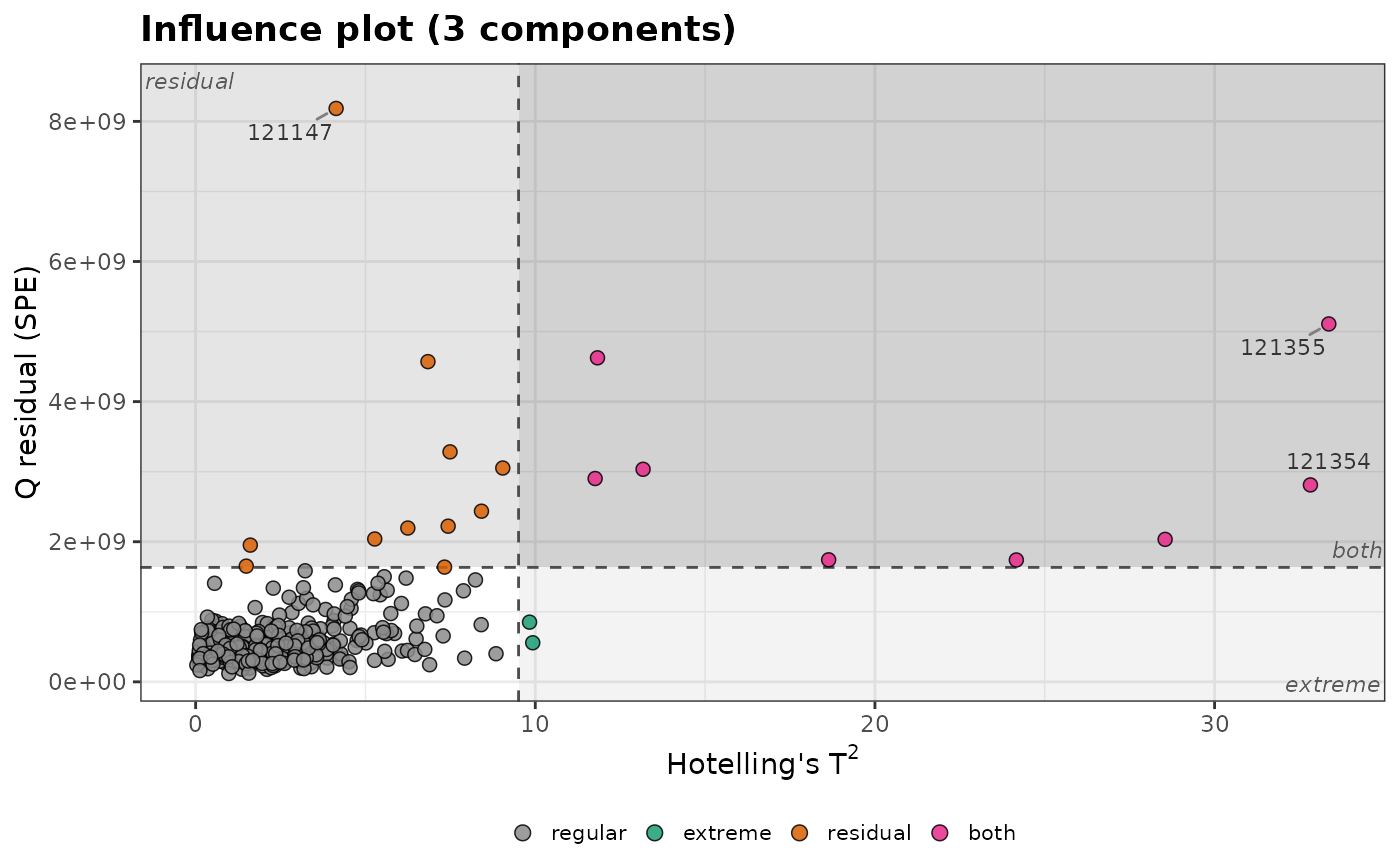 Influence plot (3 components)
residual
121147
121355
121354
both
extreme
Q residual (SPE)
8e+09
6e+09
4e+09
2e+09
0e+00
0 10 20 30
Hotelling's T²
regular extreme residual both